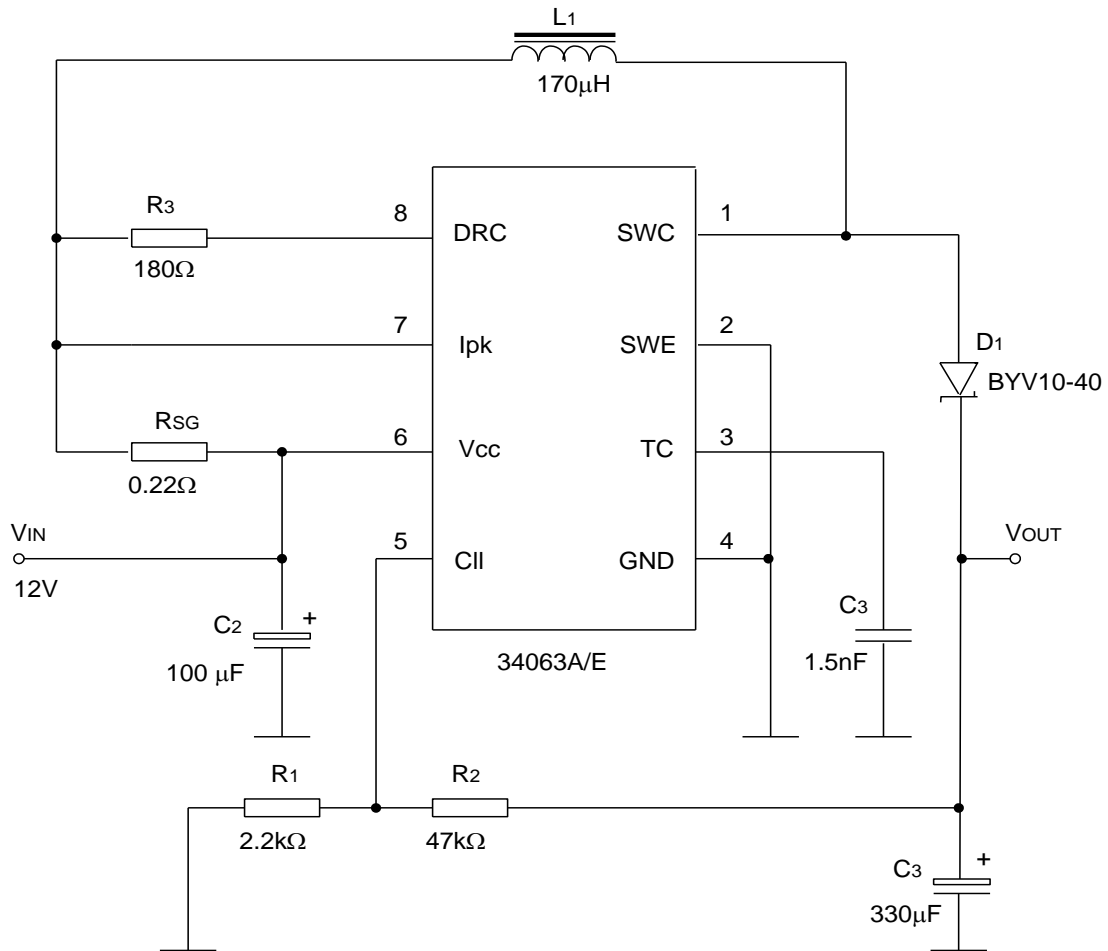 L1
170μH
R3
180Ω
8
DRC
SWC
1
7
Ipk
SWE
2
D1
BYV10-40
RSG
0.22Ω
6
Vcc
TC
3
VIN
12V
5
CII
GND
4
VOUT
C2
+
100 μF
34063A/E
C3
1.5nF
R1
2.2kΩ
R2
47kΩ
C3
+
330μF